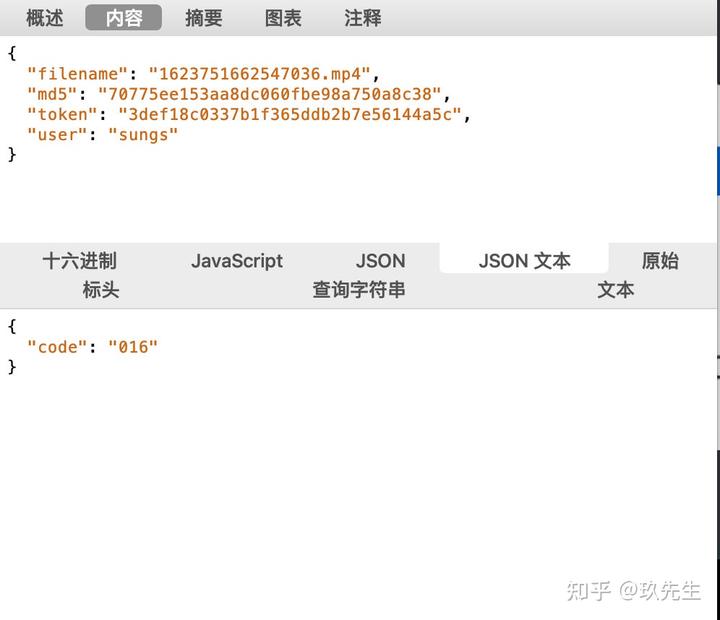 概述 内容 摘要 图表 注释
{
"filename": "1623751662547036.mp4",
"md5": "70775ee153aa8dc060fbe98a750a8c38",
"token": "3def18c0337b1f365ddb2b7e56144a5c",
"user": "sungs"
}
十六进制 JavaScript JSON JSON 文本 原始
标头 查询字符串 文本
{
"code": "016"
}
知乎 @玖先生